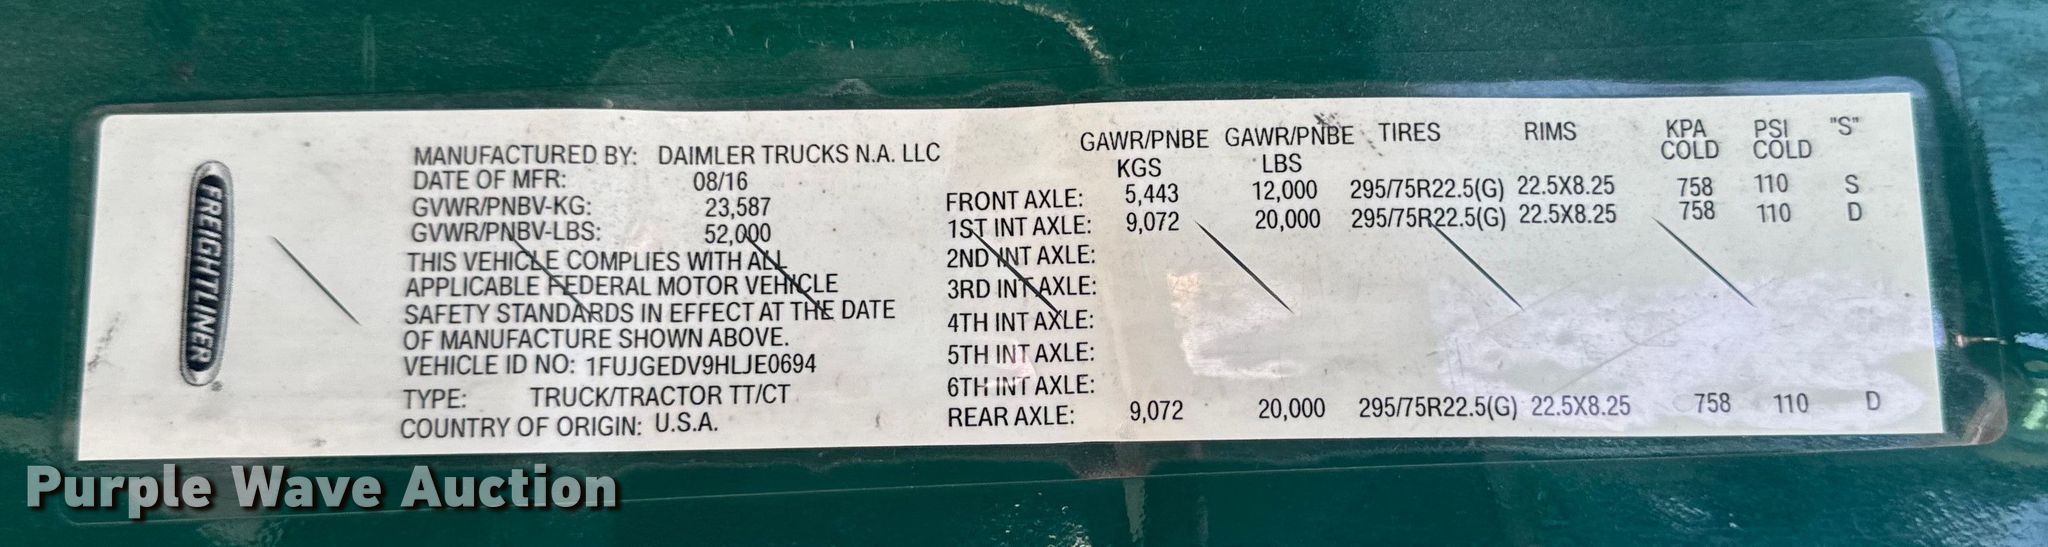 FREIGHTLINER
MANUFACTURED BY: DAIMLER TRUCKS N.A. LLC
DATE OF MFR: 08/16
GVWR/PNBV-KG: 23,587
GVWR/PNBV-LBS: 52,000
THIS VEHICLE COMPLIES WITH ALL
APPLICABLE FEDERAL MOTOR VEHICLE
SAFETY STANDARDS IN EFFECT AT THE DATE
OF MANUFACTURE SHOWN ABOVE.
VEHICLE ID NO: 1FUJGEDV9HLJE0694
TYPE: TRUCK/TRACTOR TT/CT
COUNTRY OF ORIGIN: U.S.A.
GAWR/PNBE GAWR/PNBE TIRES RIMS KPA PSI "S"
KGS LBS COLD COLD
FRONT AXLE: 5,443 12,000 295/75R22.5(G) 22.5X8.25 758 110 S
1ST INT AXLE: 9,072 20,000 295/75R22.5(G) 22.5X8.25 758 110 D
2ND INT AXLE:
3RD INT AXLE:
4TH INT AXLE:
5TH INT AXLE:
6TH INT AXLE:
REAR AXLE: 9,072 20,000 295/75R22.5(G) 22.5X8.25 758 110 D
Purple Wave Auction